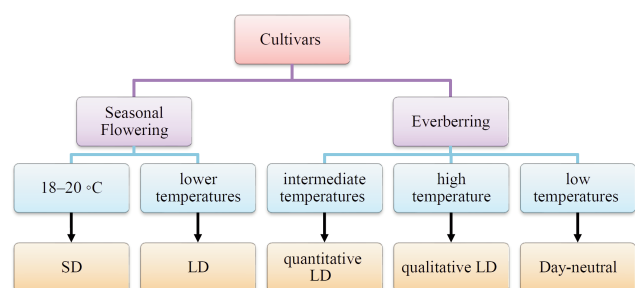 Cultivars
Seasonal
Flowering
Everberring
18–20 °C
lower
temperatures
intermediate
temperatures
high
temperature
low
temperatures
SD
LD
quantitative
LD
qualitative LD
Day-neutral